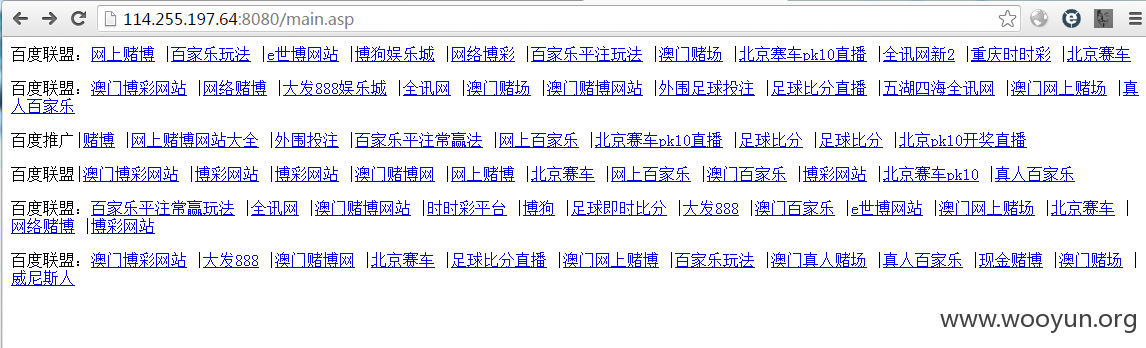 114.255.197.64:8080/main.asp
百度联盟：网上赌博 |百家乐玩法 |e世博网站 |博狗娱乐城 |网络博彩 |百家乐平注玩法 |澳门赌场 |北京塞车pk10直播 |全讯网新2 |重庆时时彩 |北京赛车
百度联盟：澳门博彩网站 |网络赌博 |大发888娱乐城 |全讯网 |澳门赌场 |澳门赌博网站 |外围足球投注 |足球比分直播 |五湖四海全讯网 |澳门网上赌场 |真
人百家乐
百度推广|赌博 |网上赌博网站大全 |外围投注 |百家乐平注常赢法 |网上百家乐 |北京赛车pk10直播 |足球比分 |足球比分 |北京pk10开奖直播
百度联盟|澳门博彩网站 |博彩网站 |博彩网站 |澳门赌博网 |网上赌博 |北京赛车 |网上百家乐 |澳门百家乐 |博彩网站 |北京赛车pk10 |真人百家乐
百度联盟：百家乐平注常赢玩法 |全讯网 |澳门赌博网站 |时时彩平台 |博狗 |足球即时比分 |大发888 |澳门百家乐 |e世博网站 |澳门网上赌场 |北京赛车 |
网络赌博 |博彩网站
百度联盟：澳门博彩网站 |大发888 |澳门赌博网 |北京赛车 |足球比分直播 |澳门网上赌博 |百家乐玩法 |澳门真人赌场 |真人百家乐 |现金赌博 |澳门赌场 |
威尼斯人
www.wooyun.org